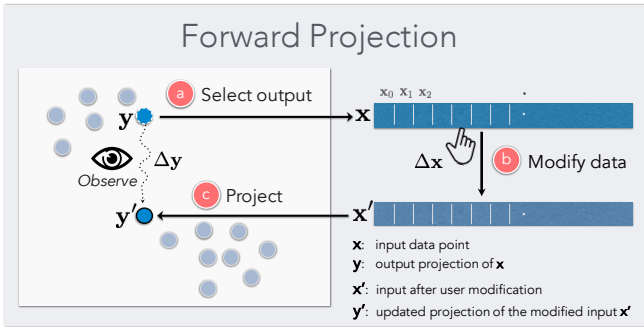 Forward Projection
a Select output
x₀ x₁ x₂
y
x
Δy
Observe
Δx
b Modify data
c Project
y′
x′
x: input data point
y: output projection of x
x′: input after user modification
y′: updated projection of the modified input x′